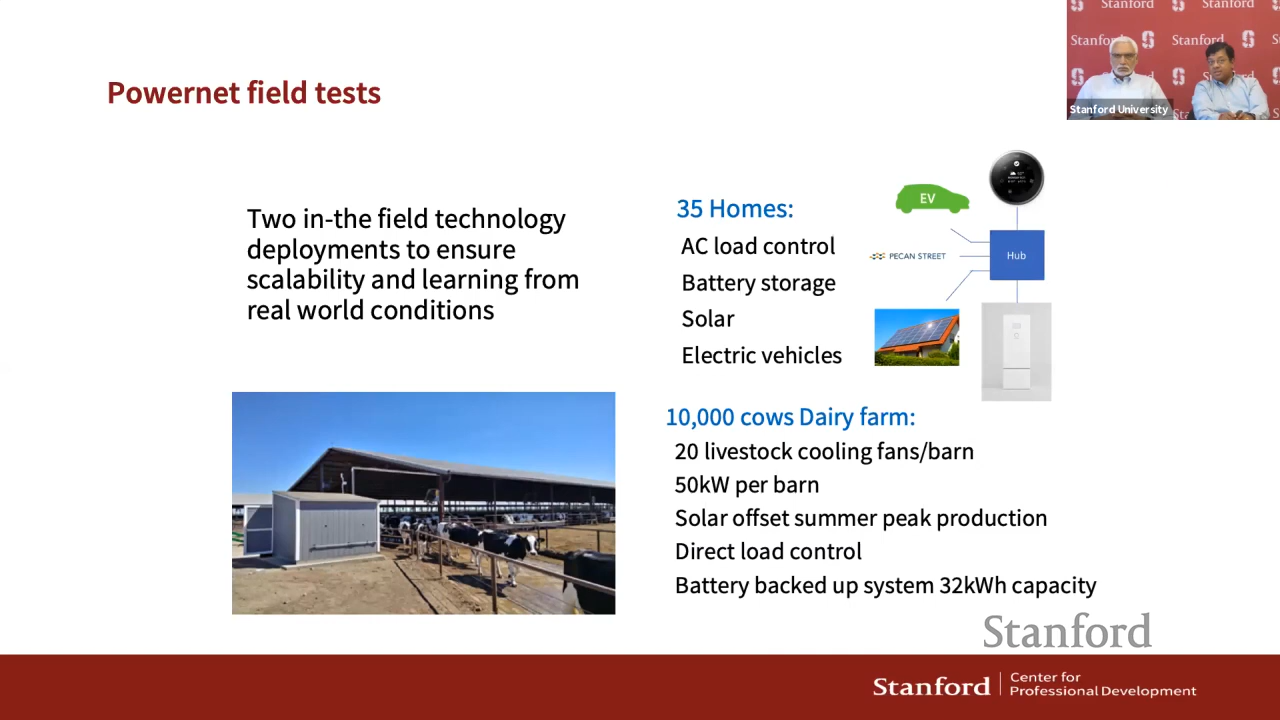 Stanford
Stanford
Stanford
Stanford
Stanford
Stanford University
Powernet field tests
Two in-the field technology
deployments to ensure
scalability and learning from
real world conditions
35 Homes:
AC load control
Battery storage
Solar
Electric vehicles
EV
PECAN STREET
Hub
10,000 cows Dairy farm:
20 livestock cooling fans/barn
50kW per barn
Solar offset summer peak production
Direct load control
Battery backed up system 32kWh capacity
Stanford
Stanford
Center for
Professional Development